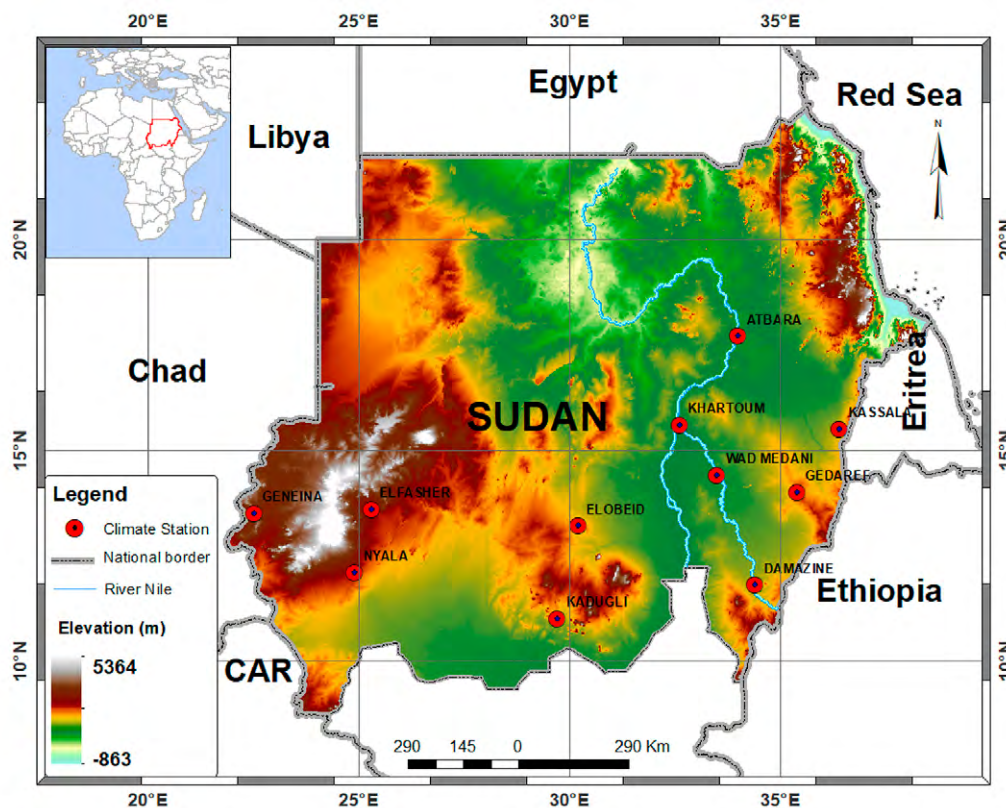 20°E 25°E 30°E 35°E
Egypt
Red Sea
Libya
N
20°N
20°N
ATBARA
Chad
Eritrea
KHARTOUM
KASSALA
SUDAN
15°N
15°N
WAD MEDANI
GEDAREF
Legend
GENEINA
ELFASHER
ELOBEID
Climate Station
National border
NYALA
DAMAZINE
River Nile
Ethiopia
KADUGLI
Elevation (m)
5364
-863
CAR
10°N
10°N
290 145 0 290 Km
20°E 25°E 30°E 35°E